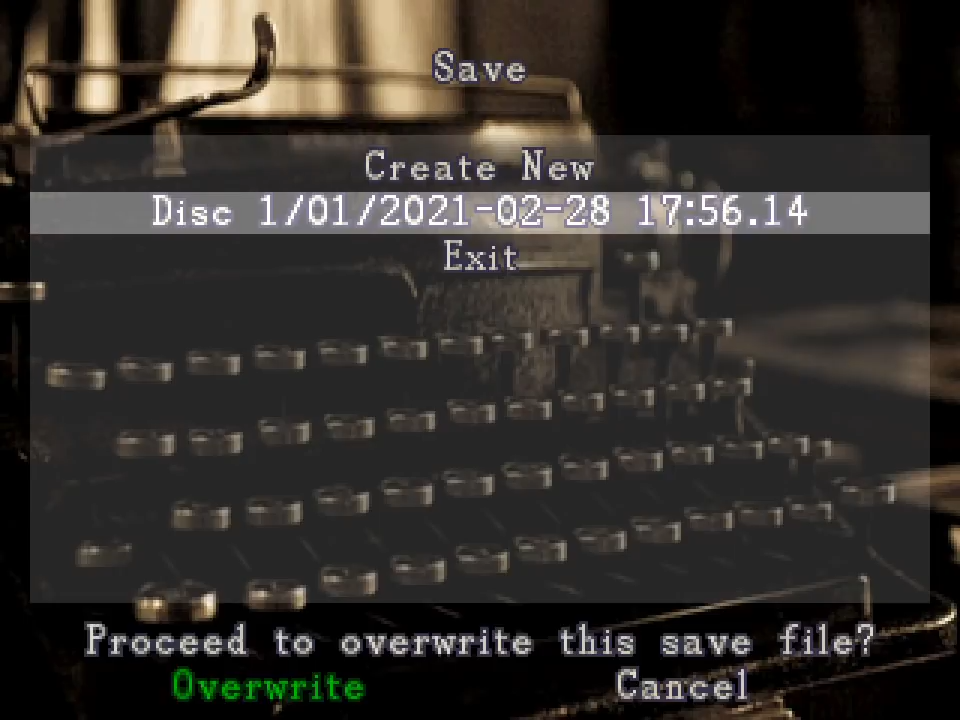 Save
Create New
Disc 1/01/2021-02-28 17:56.14
Exit
Proceed to overwrite this save file?
Overwrite Cancel